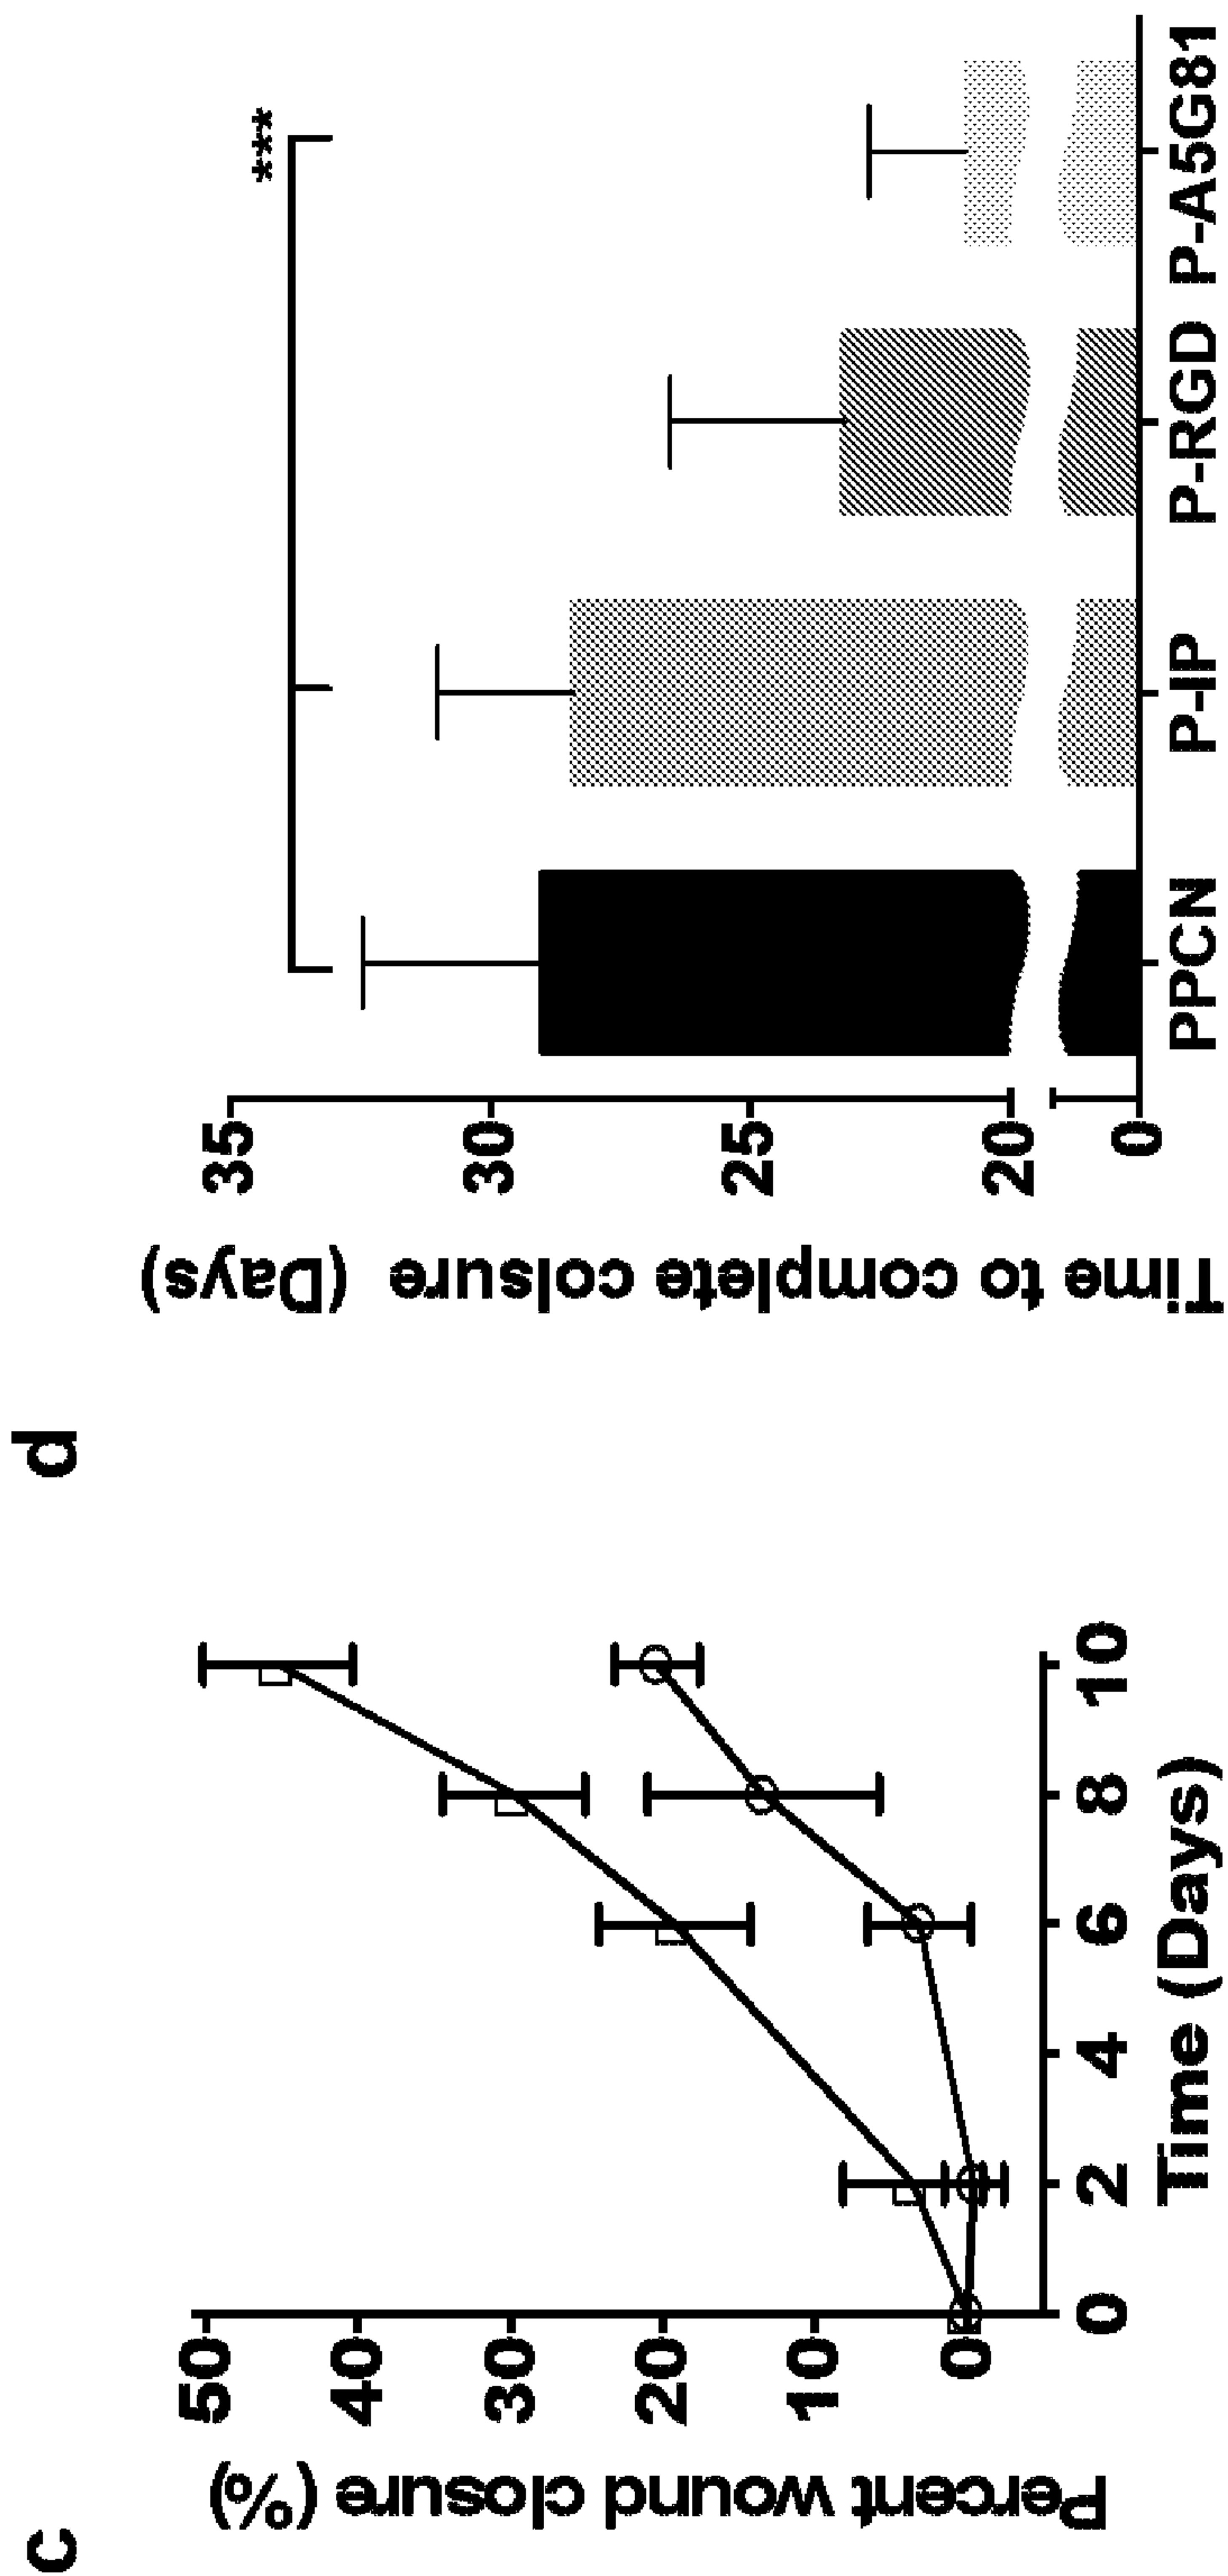 c
Percent wound closure (%)
50
40
30
20
10
0
0 2 4 6 8 10
Time (Days)
d
Time to complete colsure (Days)
35
30
25
20
0
***
PPCN P-IP P-RGD P-A5G81